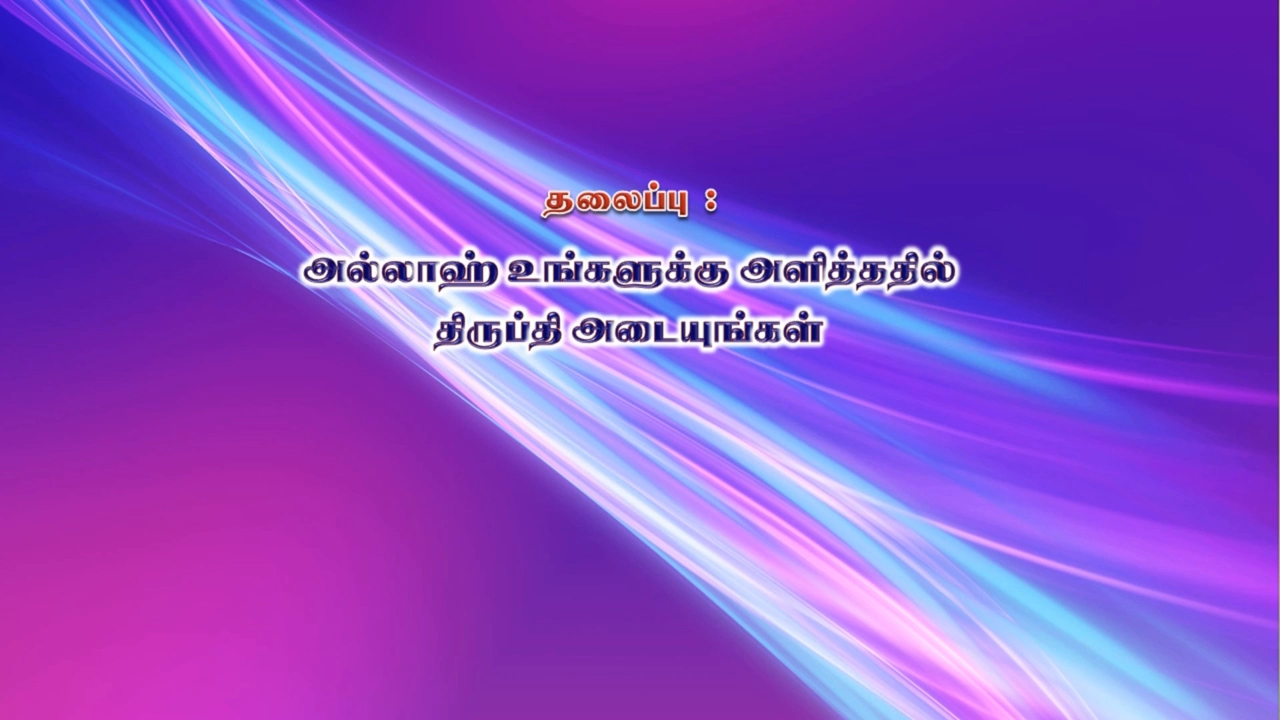 தலைப்பு :
அல்லாஹ் உங்களுக்கு அளித்ததில்
திருப்தி அடையுங்கள்